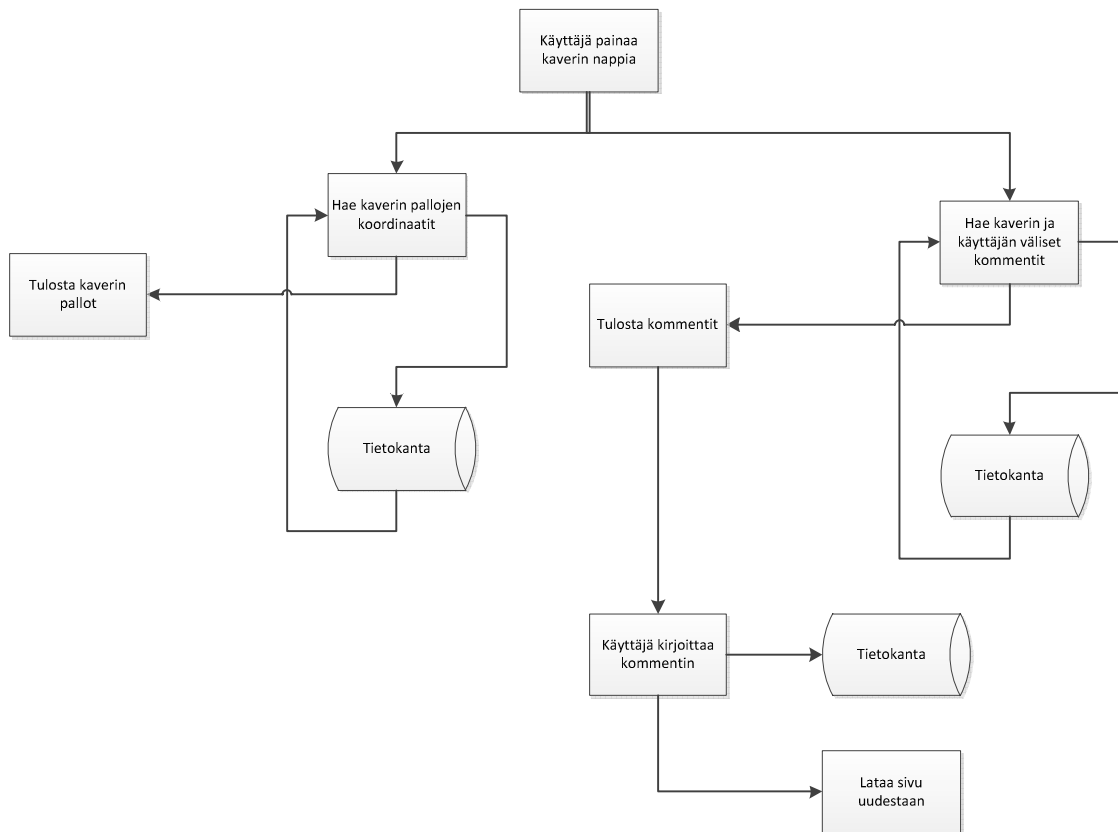 Käyttäjä painaa
kaverin nappia
Hae kaverin pallojen
koordinaatit
Hae kaverin ja
käyttäjän väliset
kommentit
Tulosta kaverin
pallot
Tulosta kommentit
Tietokanta
Tietokanta
Käyttäjä kirjoittaa
kommentin
Tietokanta
Lataa sivu
uudestaan